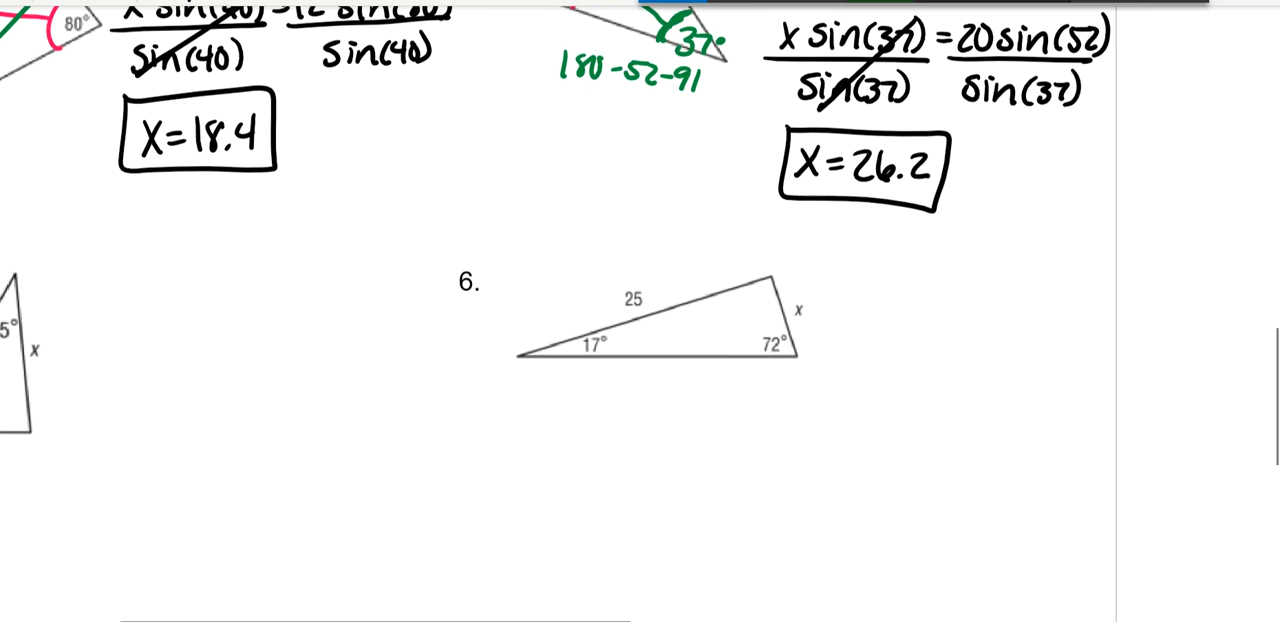 80°
x sin(40) = 12 sin(80)
sin(40) sin(40)
x = 18.4
37°
180-52-91
x sin(37) = 20 sin(52)
sin(37) sin(37)
x = 26.2
5°
x
6.
25
x
17°
72°